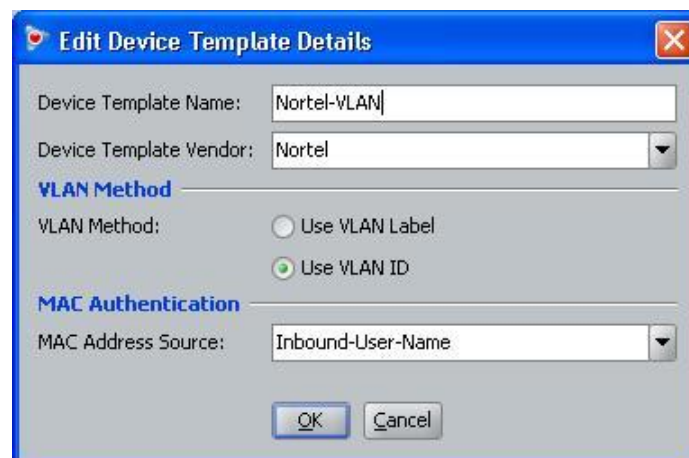 Edit Device Template Details
Device Template Name: Nortel-VLAN
Device Template Vendor: Nortel
VLAN Method
VLAN Method: Use VLAN Label
Use VLAN ID
MAC Authentication
MAC Address Source: Inbound-User-Name
OK Cancel